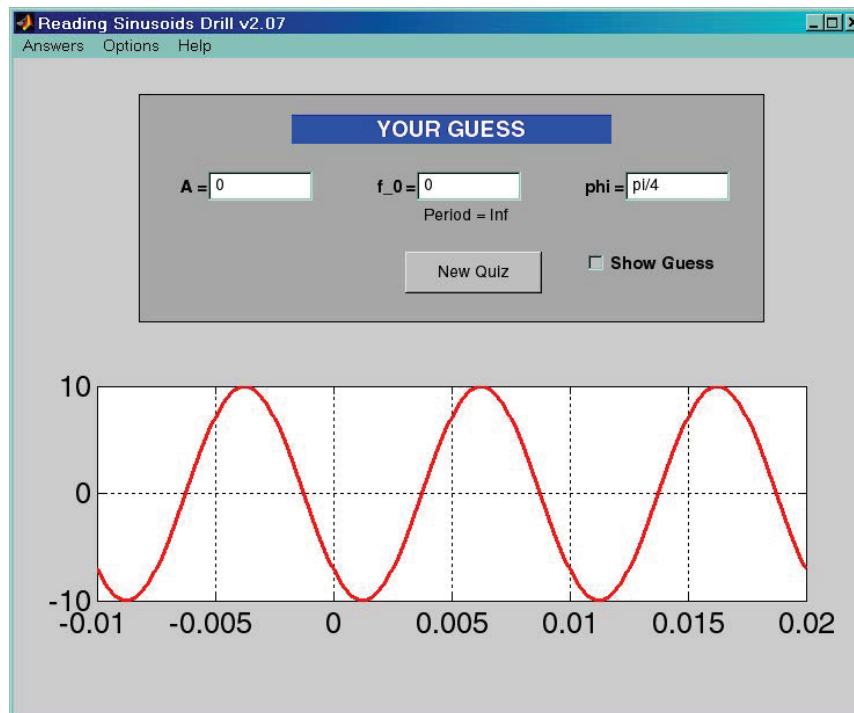 Reading Sinusoids Drill v2.07
Answers Options Help
YOUR GUESS
A = 0 f_0 = 0 phi = pi/4
Period = Inf
New Quiz Show Guess
10
0
-10
-0.01 -0.005 0 0.005 0.01 0.015 0.02